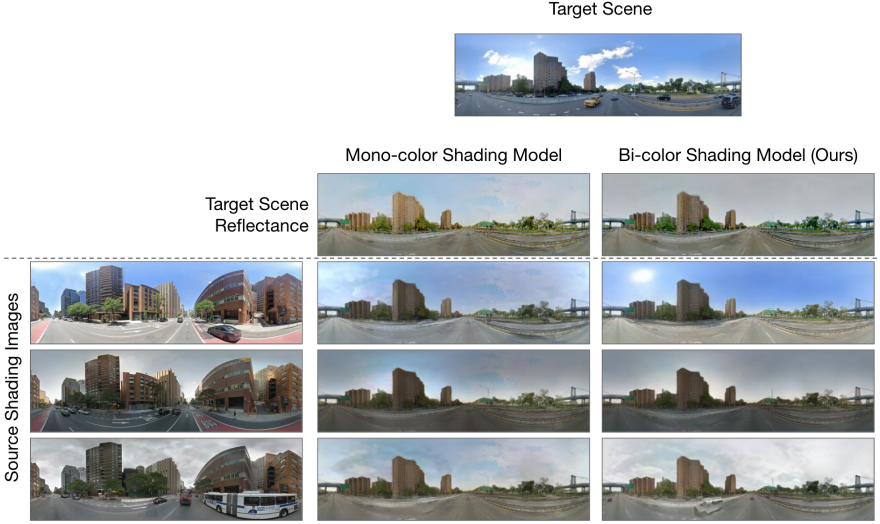 Target Scene
Mono-color Shading Model
Bi-color Shading Model (Ours)
Target Scene
Reflectance
Source Shading Images